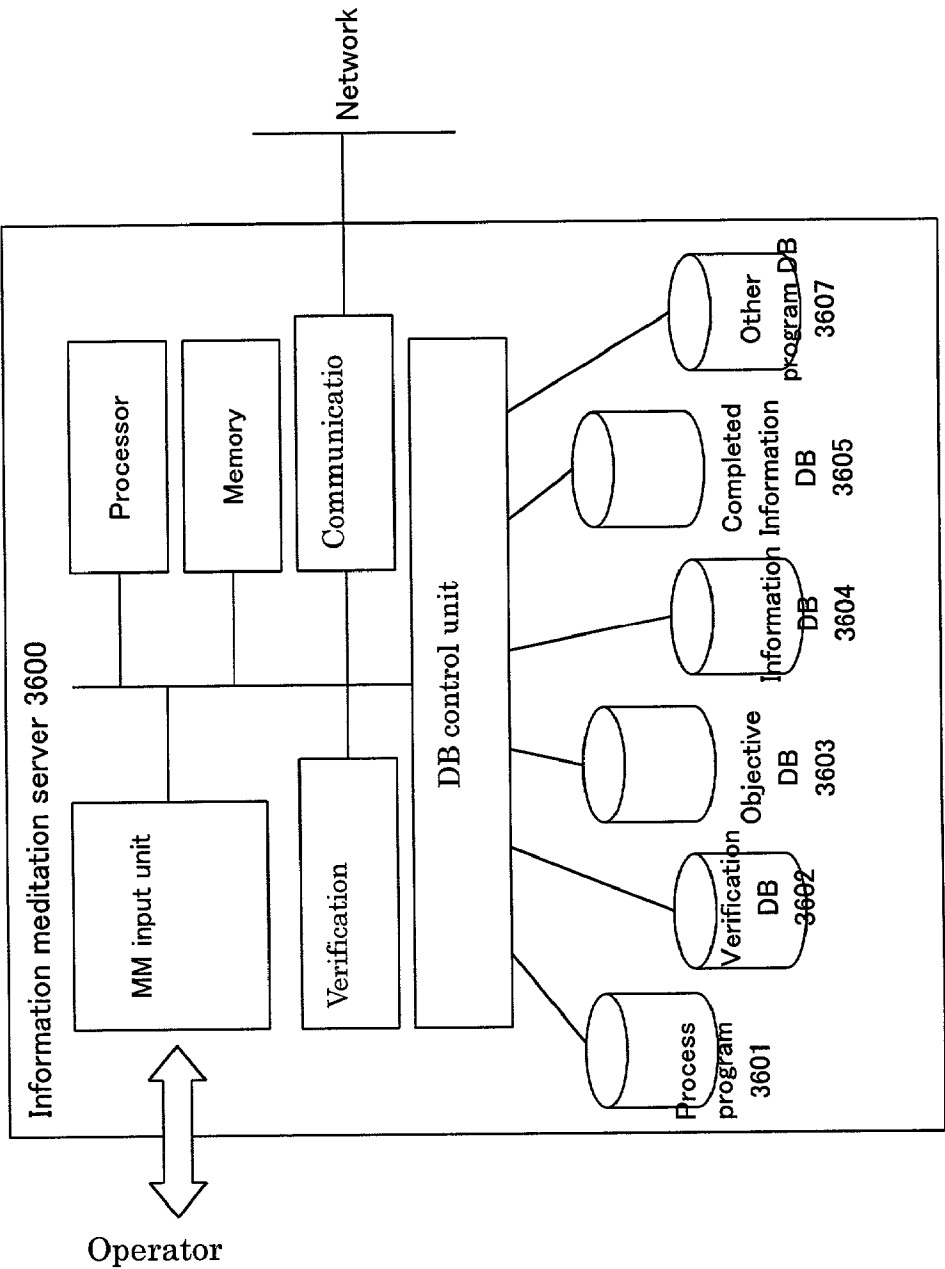 Information meditation server 3600
MM input unit
Processor
Memory
Verification
Communicatio
Network
Operator
DB control unit
Process
program
3601
Verification
DB
3602
Objective
DB
3603
Information
DB
3604
Completed
Information
DB
3605
Other
program DB
3607